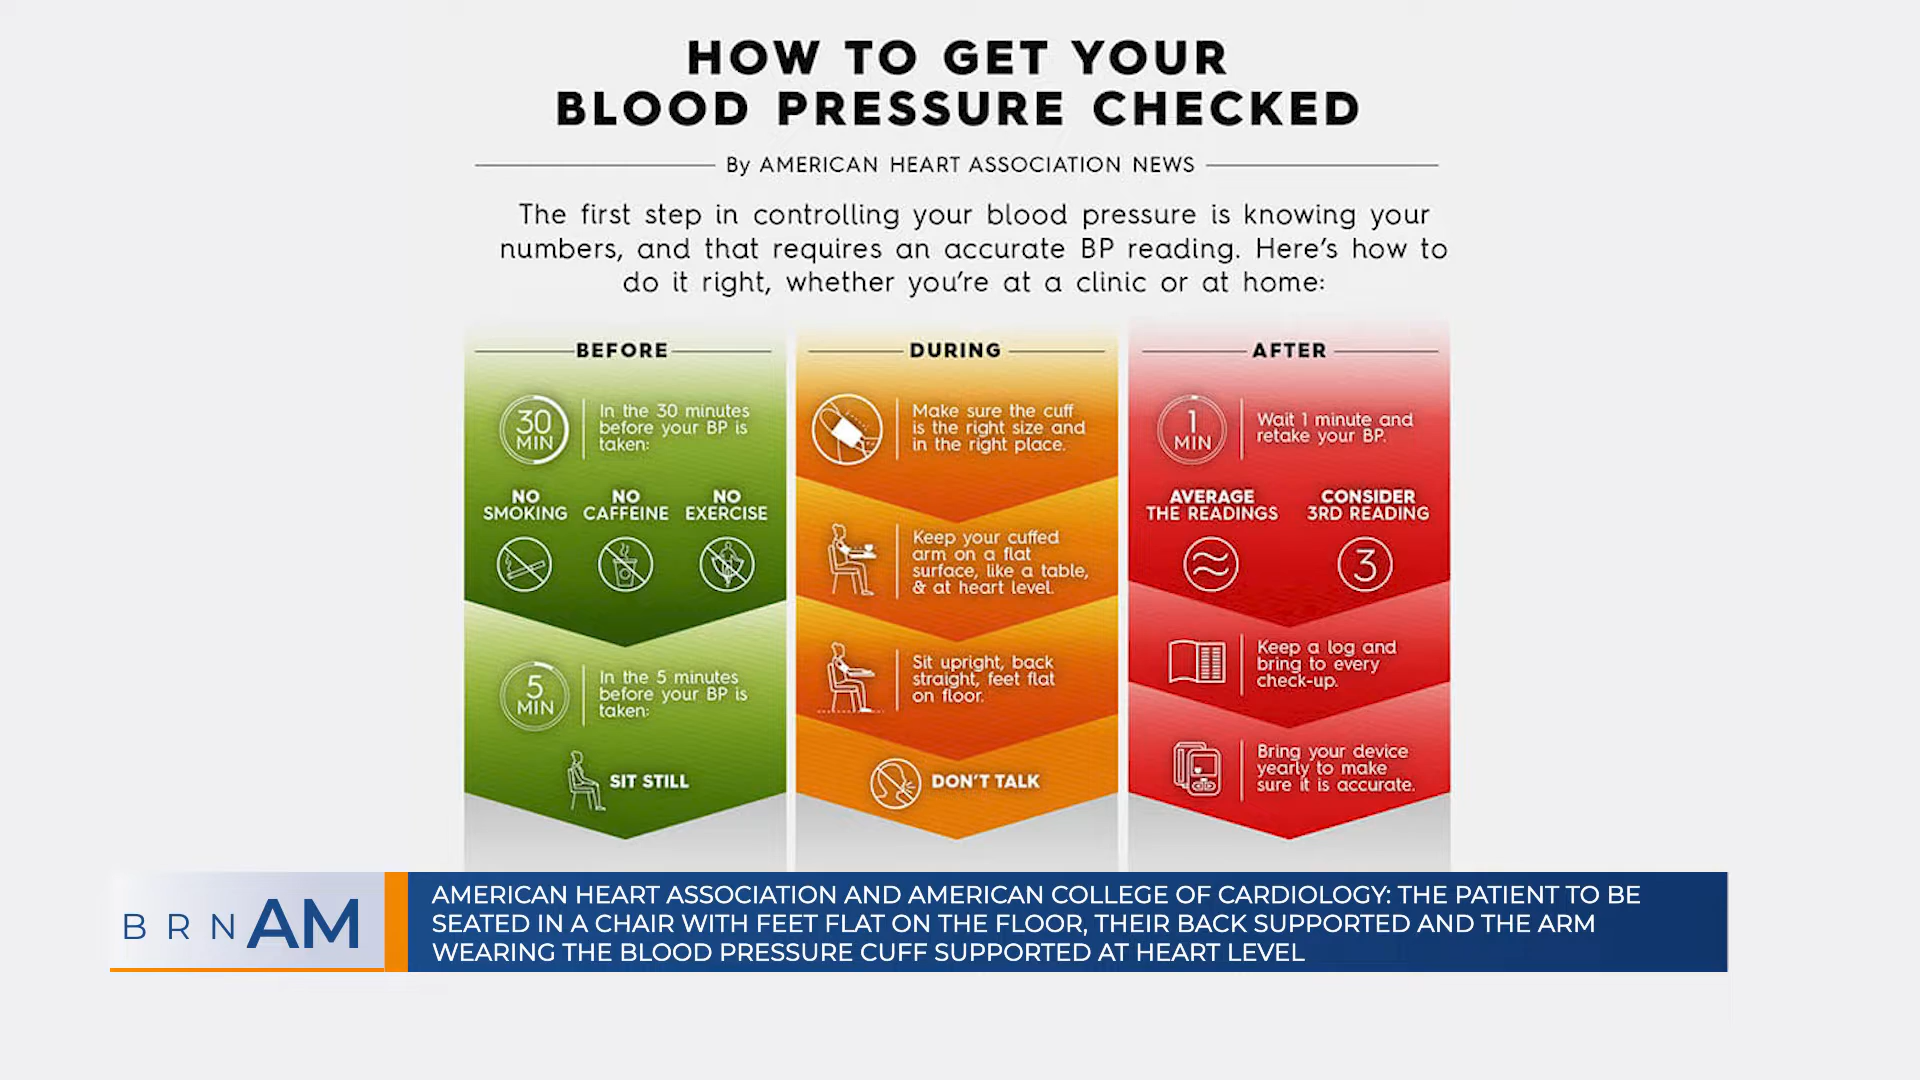 HOW TO GET YOUR
BLOOD PRESSURE CHECKED
By AMERICAN HEART ASSOCIATION NEWS
The first step in controlling your blood pressure is knowing your
numbers, and that requires an accurate BP reading. Here's how to
do it right, whether you're at a clinic or at home:
BEFORE
30
MIN
In the 30 minutes
before your BP is
taken:
NO
SMOKING
NO
CAFFEINE
NO
EXERCISE
5
MIN
In the 5 minutes
before your BP is
taken:
SIT STILL
DURING
Make sure the cuff
is the right size and
in the right place.
Keep your cuffed
arm on a flat
surface, like a table,
& at heart level.
Sit upright, back
straight, feet flat
on floor.
DON'T TALK
AFTER
1
MIN
Wait 1 minute and
retake your BP.
AVERAGE
THE READINGS
CONSIDER
3RD READING
3
Keep a log and
bring to every
check-up.
Bring your device
yearly to make
sure it is accurate.
BRNAM
AMERICAN HEART ASSOCIATION AND AMERICAN COLLEGE OF CARDIOLOGY: THE PATIENT TO BE
SEATED IN A CHAIR WITH FEET FLAT ON THE FLOOR, THEIR BACK SUPPORTED AND THE ARM
WEARING THE BLOOD PRESSURE CUFF SUPPORTED AT HEART LEVEL